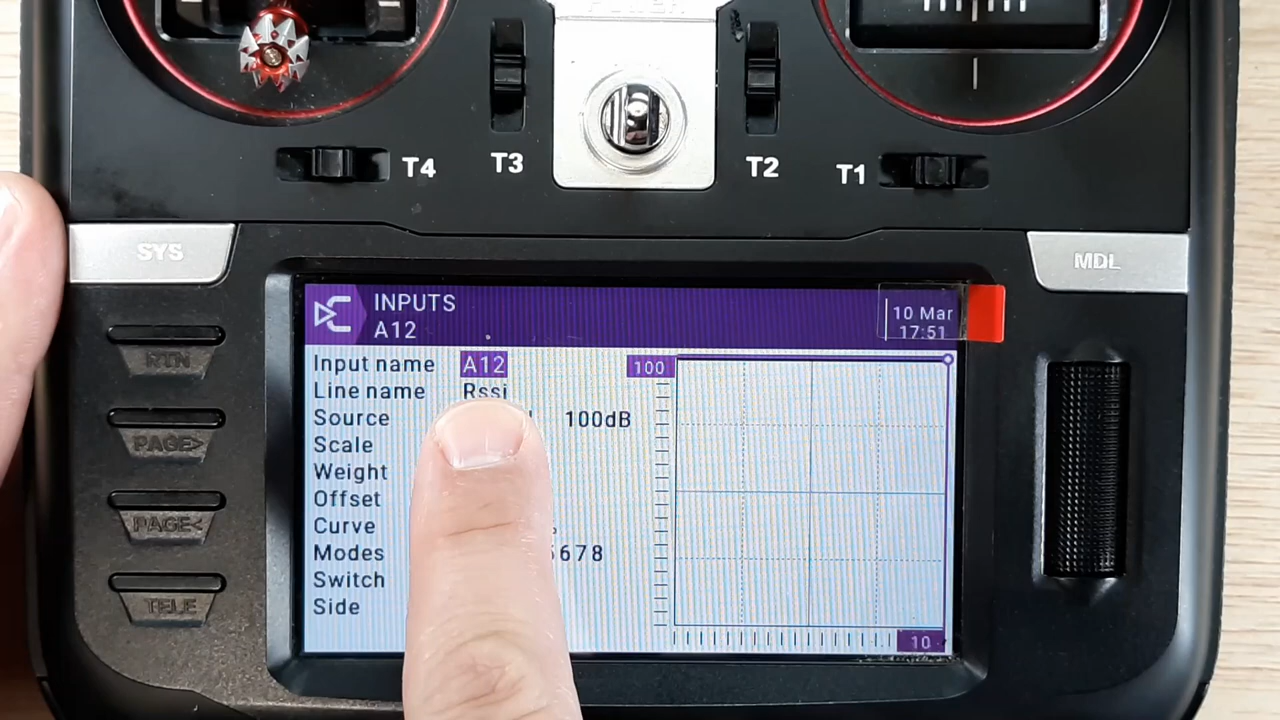 T4
T3
T2
T1
SYS
MDL
INPUTS
A12
10 Mar
17:51
RTN
PAGE>
PAGE<
TELE
Input name A12
Line name Rssi
Source 100dB
Scale
Weight
Offset
Curve
Modes 678
Switch
Side
100
10